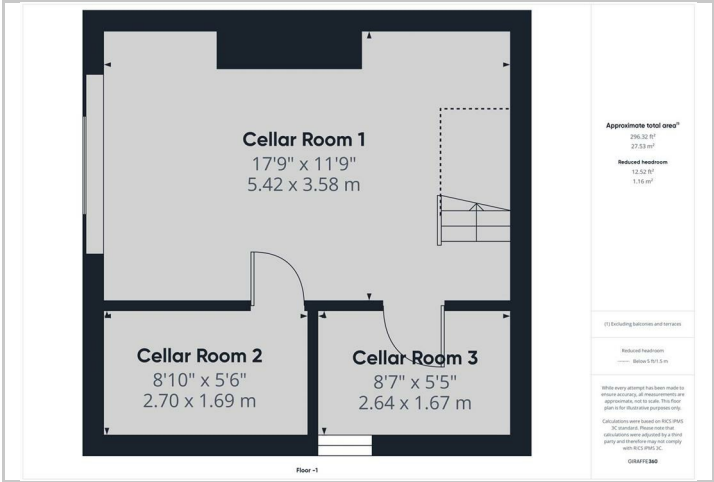 Cellar Room 1
17'9" x 11'9"
5.42 x 3.58 m
Cellar Room 2
8'10" x 5'6"
2.70 x 1.69 m
Cellar Room 3
8'7" x 5'5"
2.64 x 1.67 m
Floor -1
Approximate total area⁽¹⁾
296.32 ft²
27.53 m²
Reduced headroom
12.52 ft²
1.16 m²
(1) Excluding balconies and terraces
Reduced headroom
Below 5 ft/1.5 m
While every attempt has been made to
ensure accuracy, all measurements are
approximate, not to scale. This floor
plan is for illustrative purposes only.
Calculations were based on RICS IPMS
3C standard. Please note that
calculations were adjusted by a third
party and therefore may not comply
with RICS IPMS 3C.
GIRAFFE360